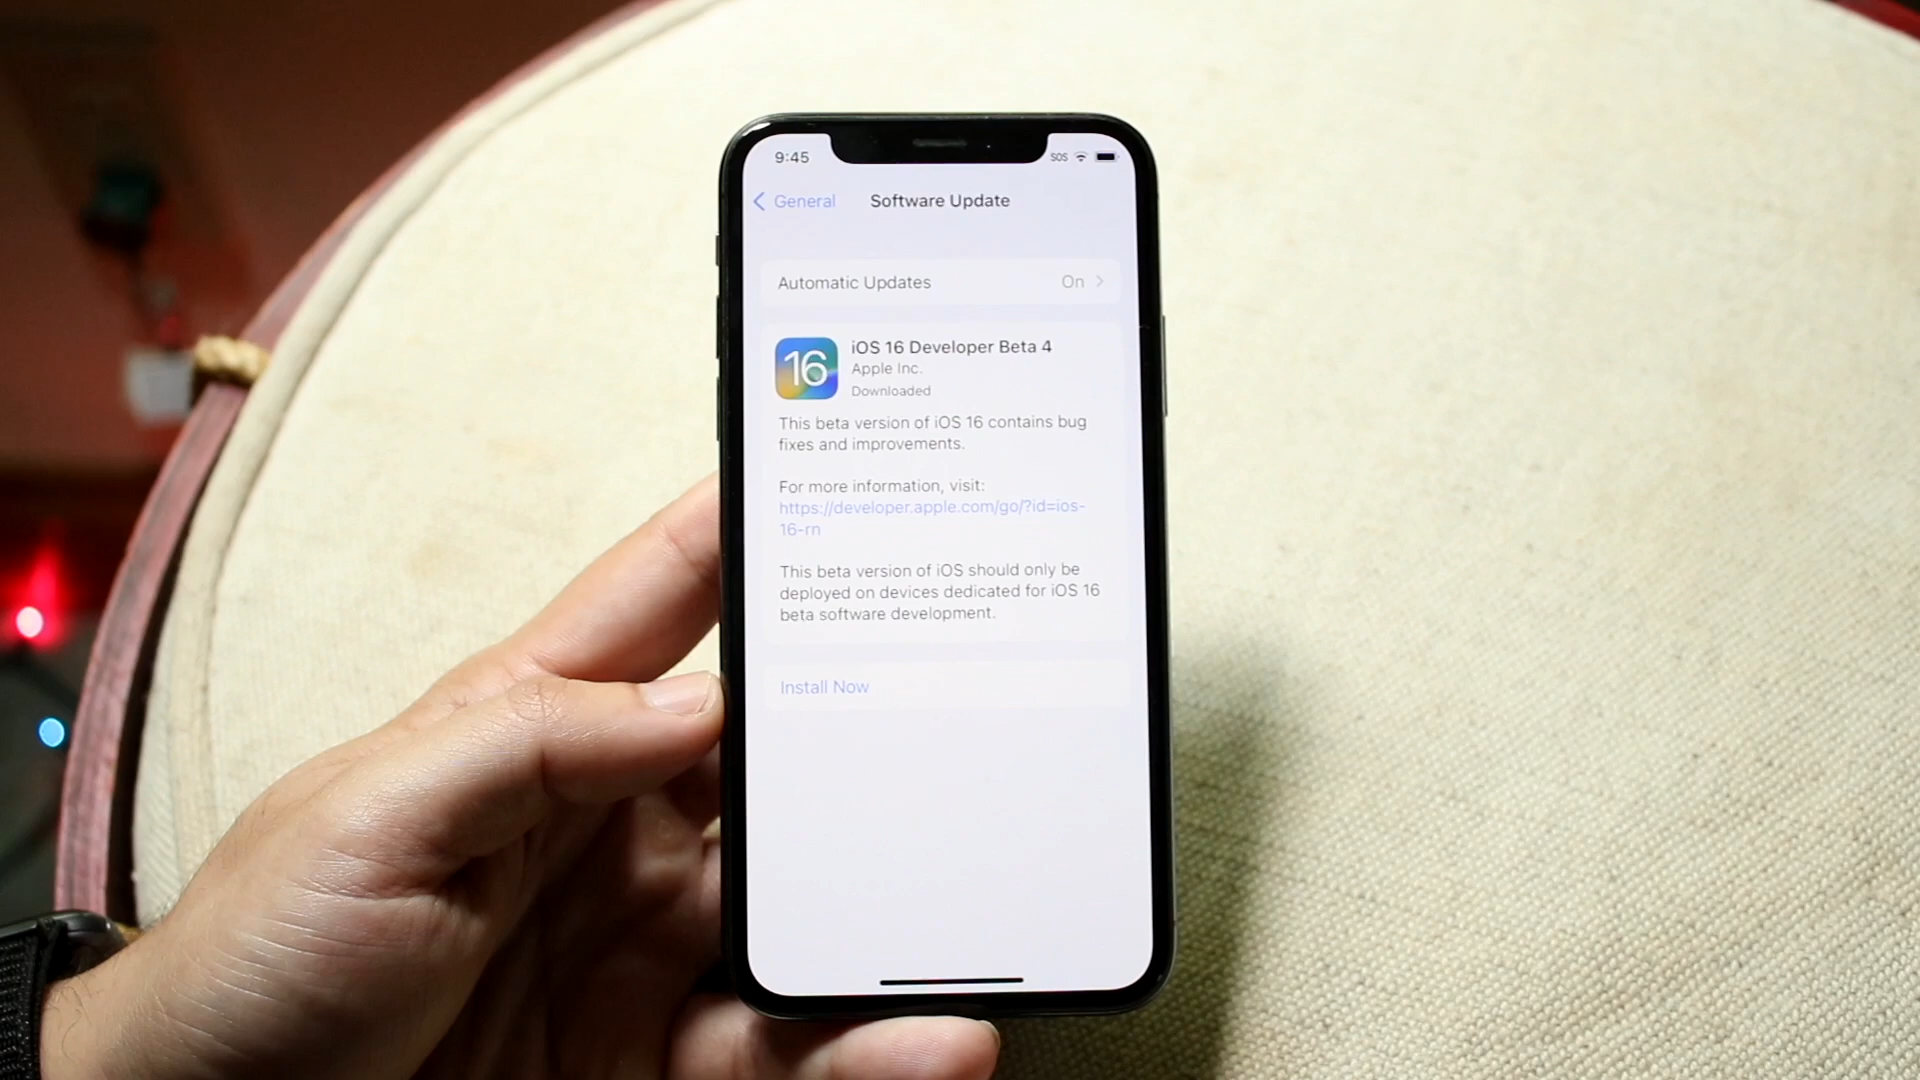 9:45 SOS
General Software Update
Automatic Updates On
16
iOS 16 Developer Beta 4
Apple Inc.
Downloaded
This beta version of iOS 16 contains bug
fixes and improvements.
For more information, visit:
https://developer.apple.com/go/?id=ios-
16-rn
This beta version of iOS should only be
deployed on devices dedicated for iOS 16
beta software development.
Install Now